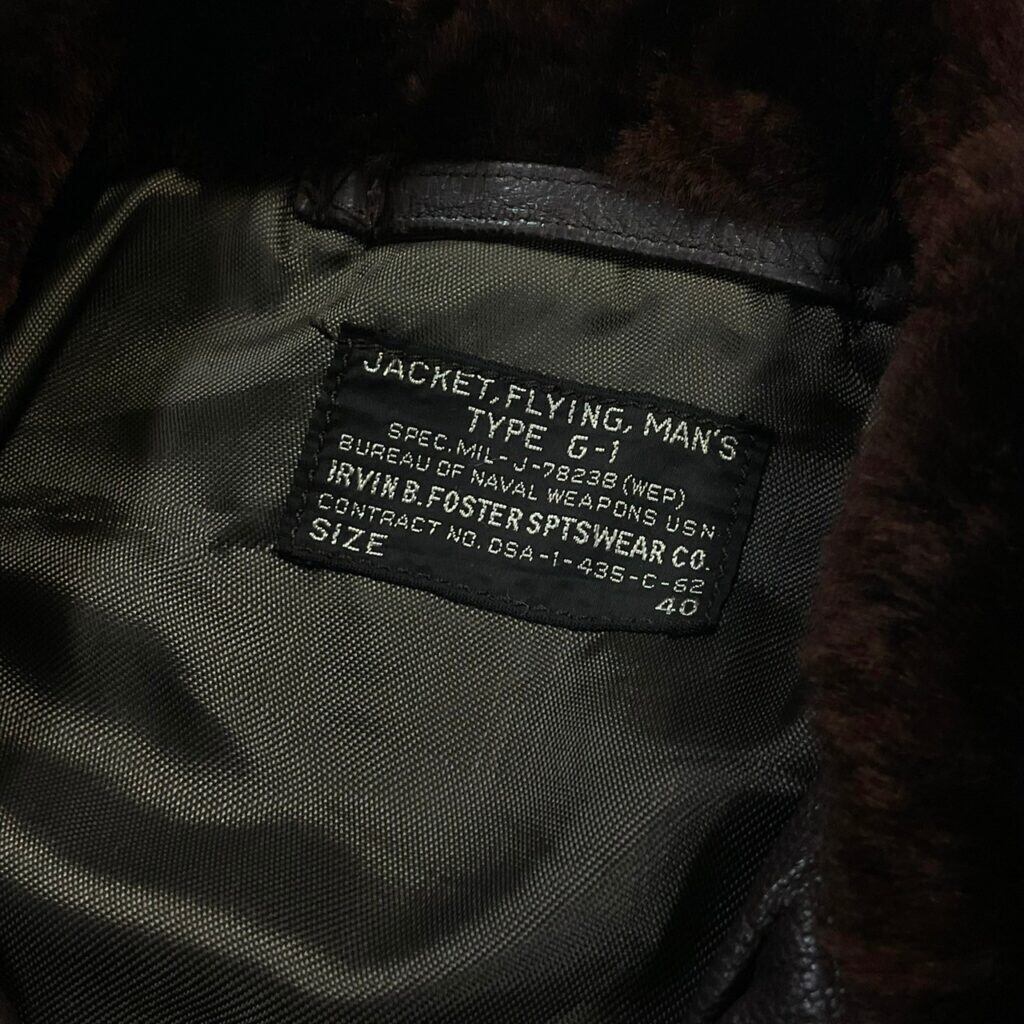 JACKET, FLYING, MAN'S
TYPE G-1
SPEC. MIL-J-7823B (WEP)
BUREAU OF NAVAL WEAPONS USN
IRVIN B. FOSTER SPTSWEAR CO.
CONTRACT NO. DSA-1-435-C-62
SIZE 40